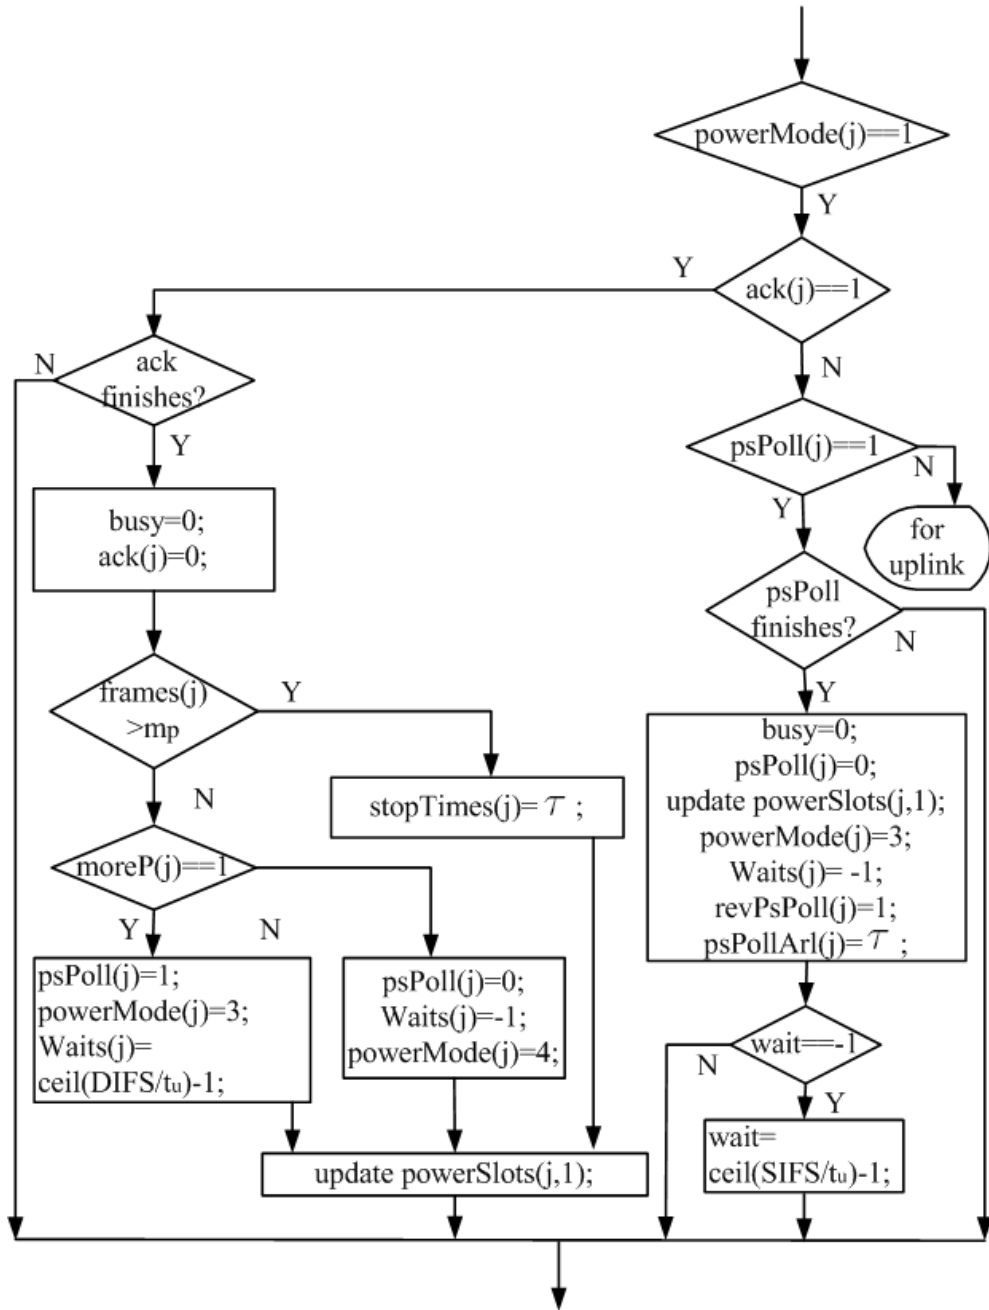 powerMode(j)==1
Y
Y
ack(j)==1
N
ack
finishes?
N
Y
psPoll(j)==1
N
Y
busy=0;
ack(j)=0;
for
uplink
psPoll
finishes?
N
frames(j)
>mp
Y
Y
busy=0;
psPoll(j)=0;
update powerSlots(j,1);
powerMode(j)=3;
Waits(j)= -1;
revPsPoll(j)=1;
psPollArl(j)=τ ;
stopTimes(j)=τ ;
N
moreP(j)==1
Y
N
psPoll(j)=1;
powerMode(j)=3;
Waits(j)=
ceil(DIFS/tu)-1;
psPoll(j)=0;
Waits(j)=-1;
powerMode(j)=4;
wait==-1
N
Y
wait=
ceil(SIFS/tu)-1;
update powerSlots(j,1);